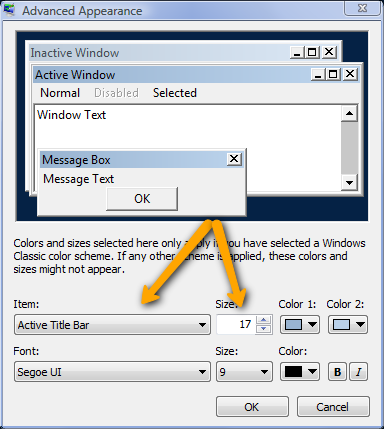 Advanced Appearance
Inactive Window
Active Window
Normal Disabled Selected
Window Text
Message Box
Message Text
OK
Colors and sizes selected here only apply if you have selected a Windows
Classic color scheme. If any other scheme is applied, these colors and
sizes might not appear.
Item: Size: Color 1: Color 2:
Active Title Bar 17
Font: Size: Color:
Segoe UI 9 B I
OK Cancel